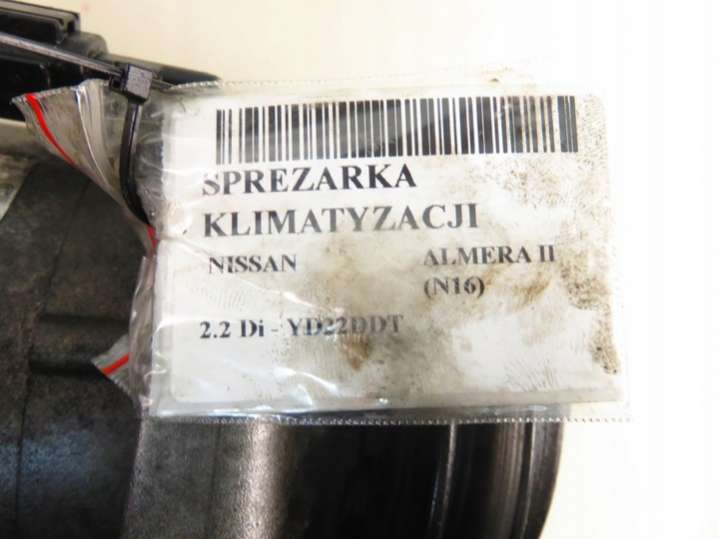 SPREZARKA
KLIMATYZACJI
NISSAN ALMERA II
(N16)
2.2 Di - YD22DDT